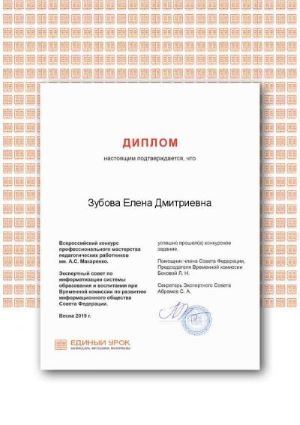 ДИПЛОМ
настоящим подтверждается, что
Зубова Елена Дмитриевна
Всероссийский конкурс
профессионального мастерства
педагогических работников
им. А.С. Макаренко.
Экспертный совет по
информатизации системы
образования и воспитания при
Временной комиссии по развитию
информационного общества
Совета Федерации.
Весна 2019 г.
успешно прошел(а) конкурсное
задание.
Помощник члена Совета Федерации,
Председателя Временной комиссии
Боковой Л. Н.
Секретарь Экспертного Совета
Абрамов С. А.
ЕДИНЫЙ УРОК